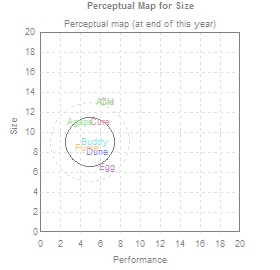 Perceptual Map for Size
Perceptual map (at end of this year)
20
18
16
14
12
10
8
6
4
2
0
Size
Agape
Cure
Buddy
Dune
Egg
0 2 4 6 8 10 12 14 16 18 20
Performance